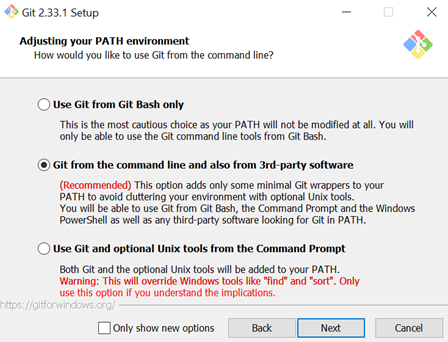 Git 2.33.1 Setup
Adjusting your PATH environment
How would you like to use Git from the command line?
Use Git from Git Bash only
This is the most cautious choice as your PATH will not be modified at all. You will
only be able to use the Git command line tools from Git Bash.
Git from the command line and also from 3rd-party software
(Recommended) This option adds only some minimal Git wrappers to your
PATH to avoid cluttering your environment with optional Unix tools.
You will be able to use Git from Git Bash, the Command Prompt and the Windows
PowerShell as well as any third-party software looking for Git in PATH.
Use Git and optional Unix tools from the Command Prompt
Both Git and the optional Unix tools will be added to your PATH.
Warning: This will override Windows tools like "find" and "sort". Only
use this option if you understand the implications.
https://gitforwindows.org/
Only show new options
Back
Next
Cancel